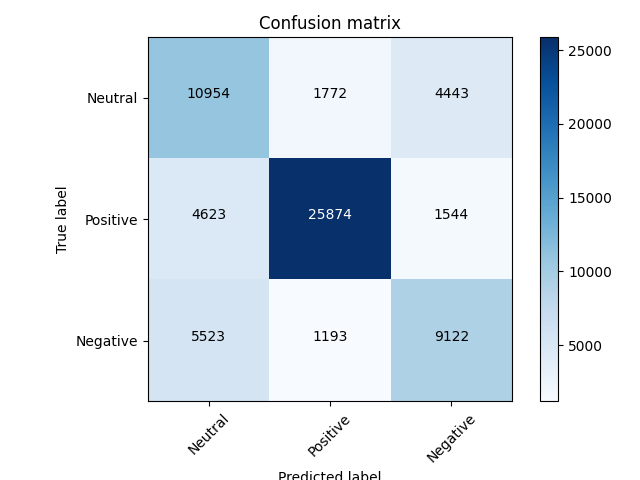 Confusion matrix
Neutral 10954 1772 4443
Positive 4623 25874 1544
Negative 5523 1193 9122
Neutral Positive Negative
True label
Predicted label
25000
20000
15000
10000
5000